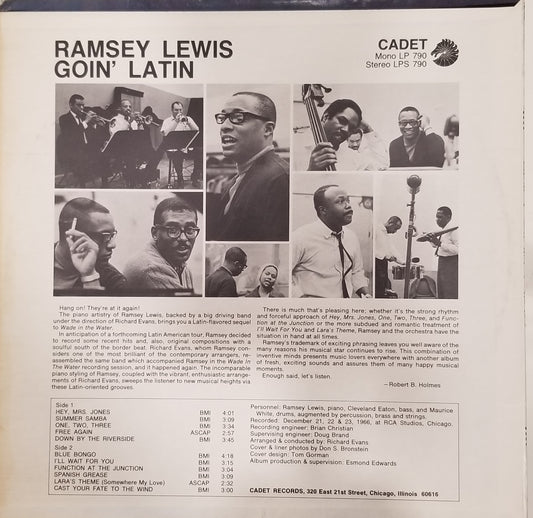 RAMSEY LEWIS
GOIN' LATIN
CADET
Mono LP 790
Stereo LPS 790
Hang on! They're at it again!
The piano artistry of Ramsey Lewis, backed by a big driving band
under the direction of Richard Evans, brings you a Latin-flavored sequel
to Wade in the Water.
In anticipation of a forthcoming Latin American tour, Ramsey decided
to record some recent hits and, also, original compositions with a
soulful south of the border beat. Richard Evans, whom Ramsey con-
siders one of the most brilliant of the contemporary arrangers, re-
assembled the same band which accompanied Ramsey in the Wade in
The Water recording session, and it happened again. The incomparable
piano styling of Ramsey, coupled with the vibrant, enthusiastic arrange-
ments of Richard Evans, sweeps the listener to new musical heights via
these Latin-oriented grooves.
There is much that's pleasing here; whether it's the strong rhythm
and forceful approach of Hey, Mrs. Jones, One, Two, Three, and Func-
tion at the Junction or the more subdued and romantic treatment of
I'll Wait For You and Lara's Theme, Ramsey and the orchestra have the
situation in hand at all times.
Ramsey's trademark of exciting phrasing leaves you well aware of the
many reasons his musical star continues to rise. This combination of
inventive minds presents music lovers everywhere with another album
of fresh, exciting sounds and assures them of many happy musical
moments.
Enough said, let's listen.
—Robert B. Holmes
Side 1
HEY, MRS. JONES BMI 4:01
SUMMER SAMBA BMI 3:09
ONE, TWO, THREE BMI 3:34
FREE AGAIN ASCAP 2:57
DOWN BY THE RIVERSIDE BMI 3:45
Side 2
BLUE BONGO BMI 4:18
I'LL WAIT FOR YOU BMI 3:15
FUNCTION AT THE JUNCTION BMI 3:04
SPANISH GREASE BMI 3:09
LARA'S THEME (Somewhere My Love) ASCAP 2:32
CAST YOUR FATE TO THE WIND BMI 3:00
Personnel: Ramsey Lewis, piano, Cleveland Eaton, bass, and Maurice
White, drums, augmented by percussion, brass and strings.
Recorded: December 21, 22 & 23, 1966, at RCA Studios, Chicago.
Recording engineer: Brian Christian
Supervising engineer: Doug Brand
Arranged & conducted by: Richard Evans
Cover & liner photos by: Don S. Bronstein
Cover design: Tom Gorman
Album production & supervision: Esmond Edwards
CADET RECORDS, 320 East 21st Street, Chicago, Illinois 60616